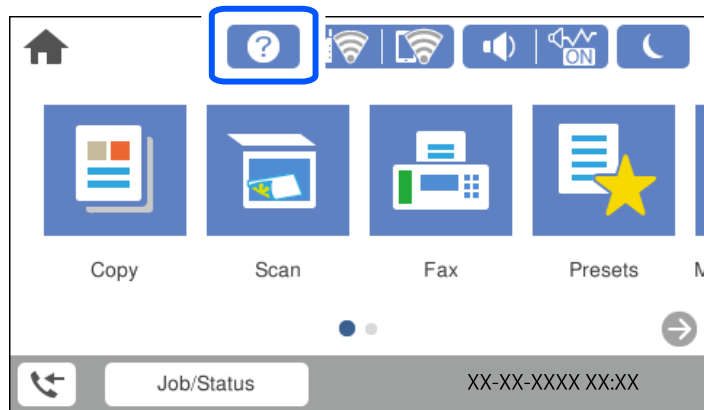 ?
ON
Copy
Scan
Fax
Presets
Job/Status
XX-XX-XXXX XX:XX